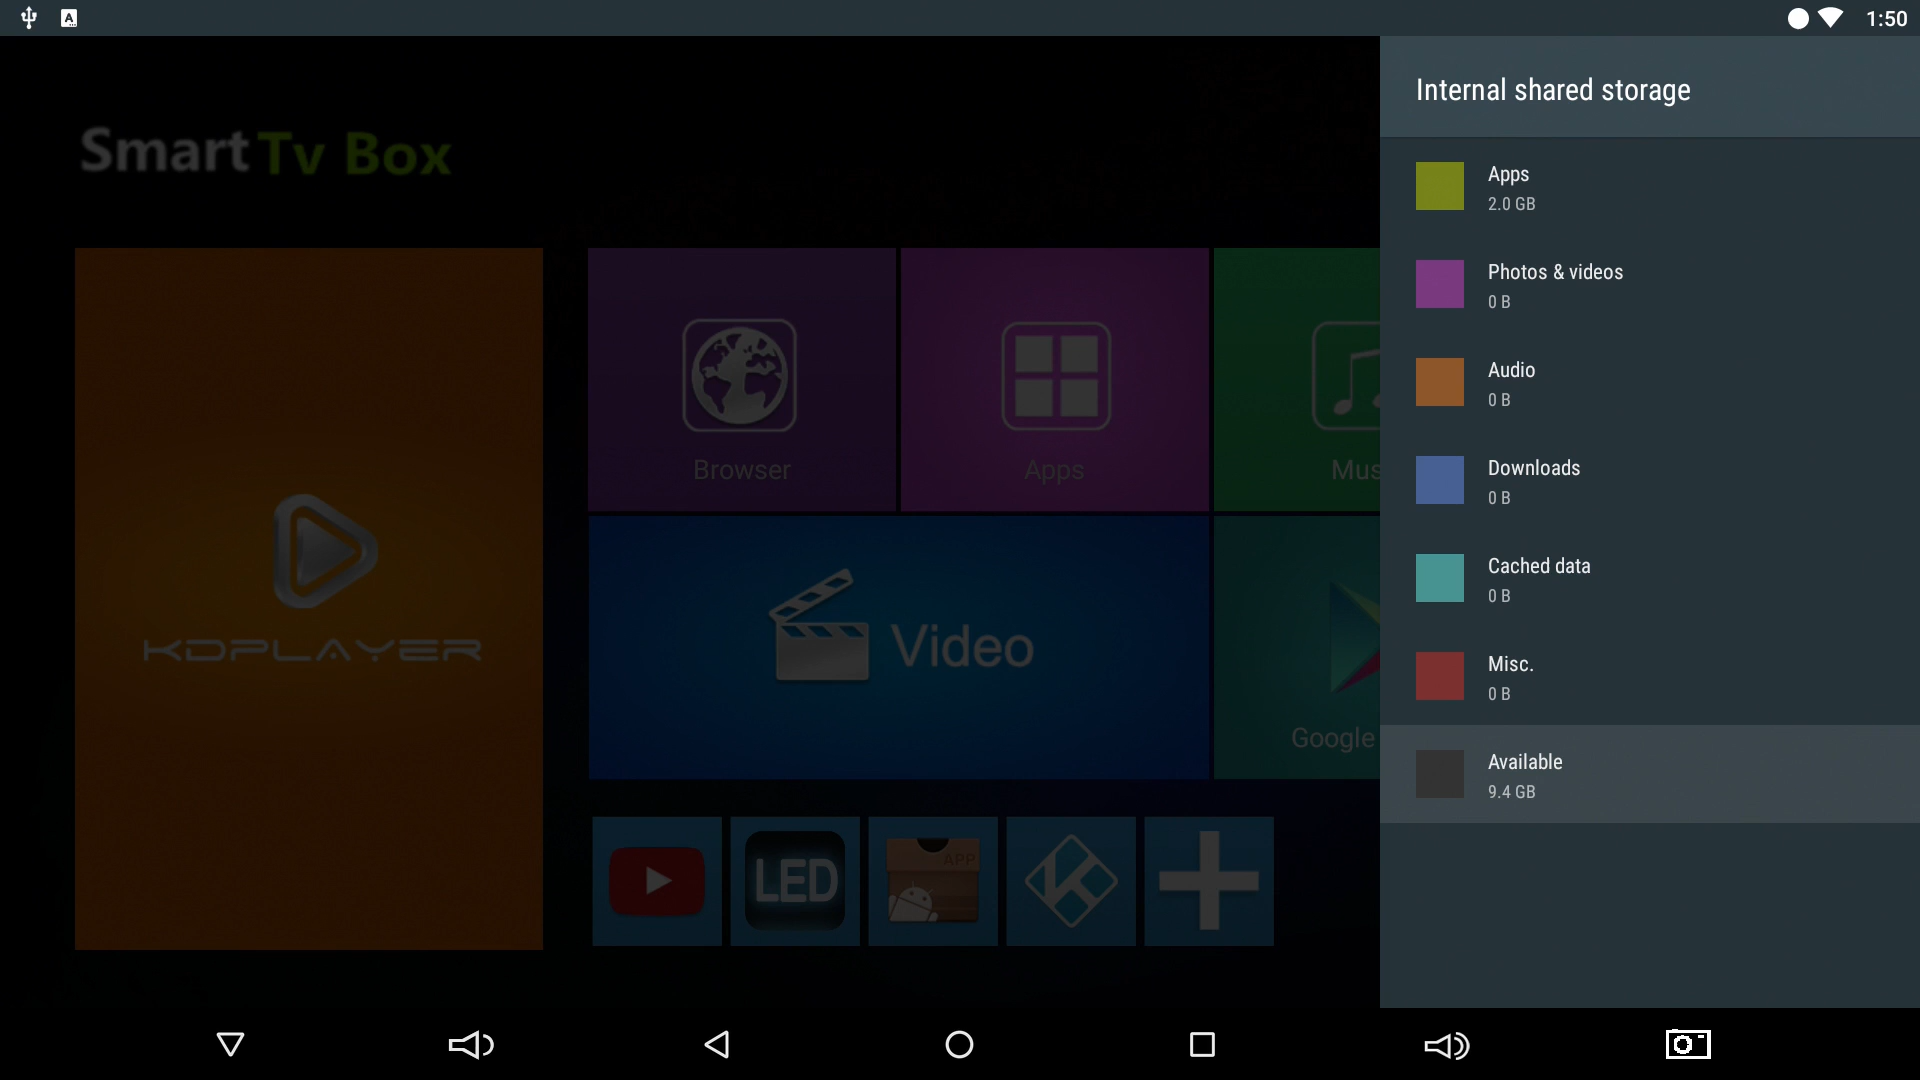 A
1:50
Internal shared storage
Smart Tv Box
Apps
2.0 GB
Photos & videos
0 B
Audio
0 B
Downloads
0 B
Cached data
0 B
Misc.
0 B
Available
9.4 GB
KDPLAYER
Browser
Apps
Mus
Video
Google
LED
APP